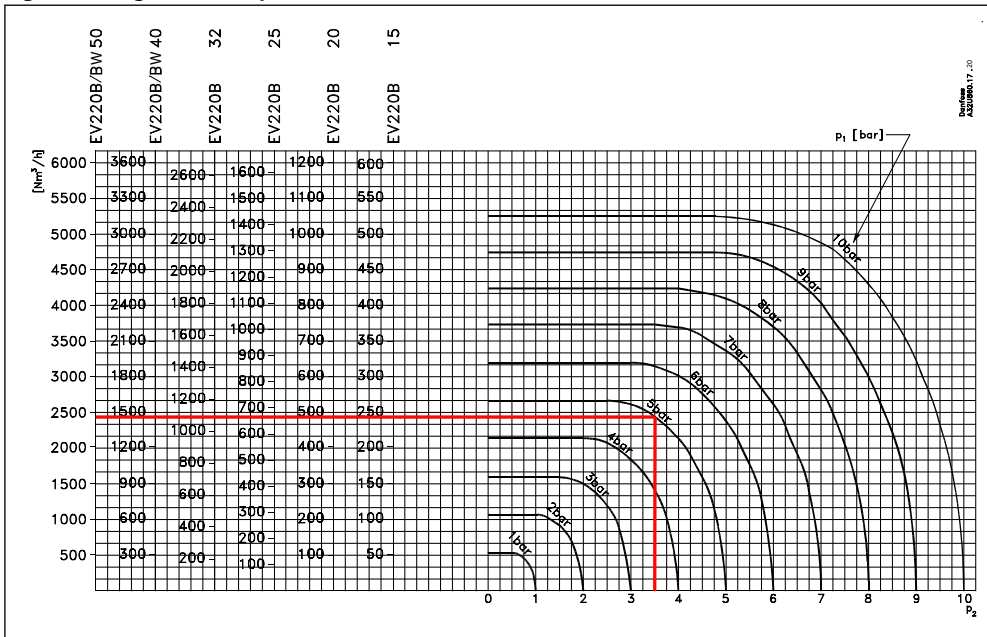 EV220B/BW 50
EV220B/BW 40
EV220B 32
EV220B 25
EV220B 20
EV220B 15
Danfoss
A32U860.17.20
p₁ [bar]
[Nm³/h]
6000 3600 2600 1600 1200 600
5500 3300 2400 1500 1100 550
5000 3000 2200 1400 1000 500
4500 2700 2000 1300 900 450
1200
4000 2400 1800 1100 800 400
3500 2100 1600 1000 700 350
3000 1800 1400 900 600 300
800
2500 1500 1200 700 500 250
2000 1200 1000 600 400 200
1500 900 800 500 300 150
600 400
1000 600 400 300 200 100
500 300 200 200 100 50
100
10bar
9bar
8bar
7bar
6bar
5bar
4bar
3bar
2bar
1bar
0 1 2 3 4 5 6 7 8 9 10
p₂